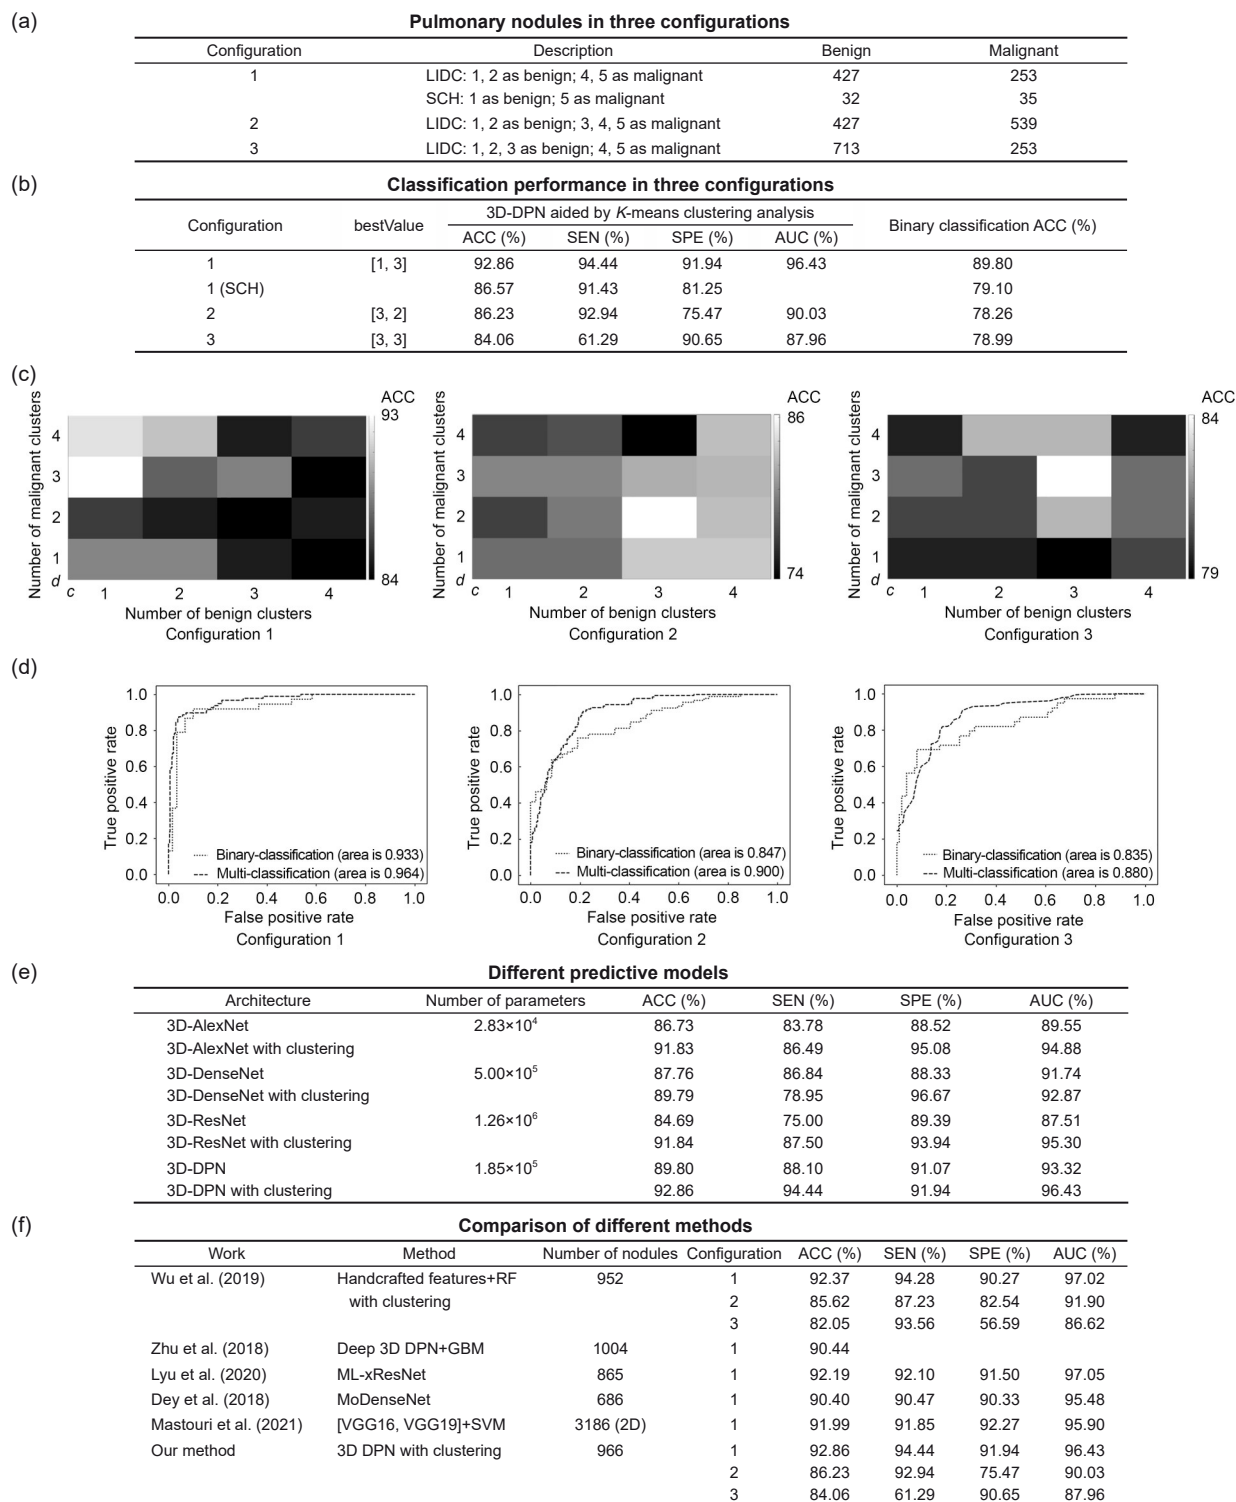 (a)
Pulmonary nodules in three configurations
Configuration Description Benign Malignant
1 LIDC: 1, 2 as benign; 4, 5 as malignant 427 253
SCH: 1 as benign; 5 as malignant 32 35
2 LIDC: 1, 2 as benign; 3, 4, 5 as malignant 427 539
3 LIDC: 1, 2, 3 as benign; 4, 5 as malignant 713 253
(b)
Classification performance in three configurations
Configuration bestValue 3D-DPN aided by K-means clustering analysis Binary classification ACC (%)
ACC (%) SEN (%) SPE (%) AUC (%)
1 [1, 3] 92.86 94.44 91.94 96.43 89.80
1 (SCH) 86.57 91.43 81.25 79.10
2 [3, 2] 86.23 92.94 75.47 90.03 78.26
3 [3, 3] 84.06 61.29 90.65 87.96 78.99
(c)
Number of malignant clusters
4
3
2
1
d
c 1 2 3 4
Number of benign clusters
Configuration 1
ACC
93
84
Number of malignant clusters
4
3
2
1
d
c 1 2 3 4
Number of benign clusters
Configuration 2
ACC
86
74
Number of malignant clusters
4
3
2
1
d
c 1 2 3 4
Number of benign clusters
Configuration 3
ACC
84
79
(d)
True positive rate
1.0
0.8
0.6
0.4
0.2
0.0
Binary-classification (area is 0.933)
Multi-classification (area is 0.964)
0.0 0.2 0.4 0.6 0.8 1.0
False positive rate
Configuration 1
True positive rate
1.0
0.8
0.6
0.4
0.2
0.0
Binary-classification (area is 0.847)
Multi-classification (area is 0.900)
0.0 0.2 0.4 0.6 0.8 1.0
False positive rate
Configuration 2
True positive rate
1.0
0.8
0.6
0.4
0.2
0.0
Binary-classification (area is 0.835)
Multi-classification (area is 0.880)
0.0 0.2 0.4 0.6 0.8 1.0
False positive rate
Configuration 3
(e)
Different predictive models
Architecture Number of parameters ACC (%) SEN (%) SPE (%) AUC (%)
3D-AlexNet 2.83×10⁴ 86.73 83.78 88.52 89.55
3D-AlexNet with clustering 91.83 86.49 95.08 94.88
3D-DenseNet 5.00×10⁵ 87.76 86.84 88.33 91.74
3D-DenseNet with clustering 89.79 78.95 96.67 92.87
3D-ResNet 1.26×10⁶ 84.69 75.00 89.39 87.51
3D-ResNet with clustering 91.84 87.50 93.94 95.30
3D-DPN 1.85×10⁵ 89.80 88.10 91.07 93.32
3D-DPN with clustering 92.86 94.44 91.94 96.43
(f)
Comparison of different methods
Work Method Number of nodules Configuration ACC (%) SEN (%) SPE (%) AUC (%)
Wu et al. (2019) Handcrafted features+RF 952 1 92.37 94.28 90.27 97.02
with clustering 2 85.62 87.23 82.54 91.90
3 82.05 93.56 56.59 86.62
Zhu et al. (2018) Deep 3D DPN+GBM 1004 1 90.44
Lyu et al. (2020) ML-xResNet 865 1 92.19 92.10 91.50 97.05
Dey et al. (2018) MoDenseNet 686 1 90.40 90.47 90.33 95.48
Mastouri et al. (2021) [VGG16, VGG19]+SVM 3186 (2D) 1 91.99 91.85 92.27 95.90
Our method 3D DPN with clustering 966 1 92.86 94.44 91.94 96.43
2 86.23 92.94 75.47 90.03
3 84.06 61.29 90.65 87.96